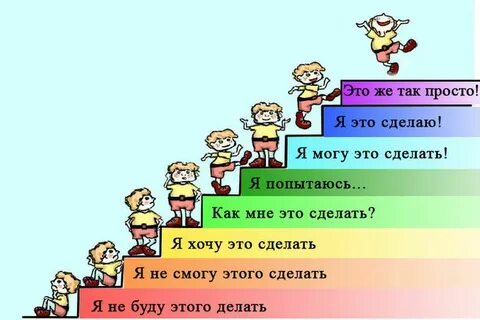 Это же так просто!
Я это сделаю!
Я могу это сделать!
Я попытаюсь...
Как мне это сделать?
Я хочу это сделать
Я не смогу этого сделать
Я не буду этого делать